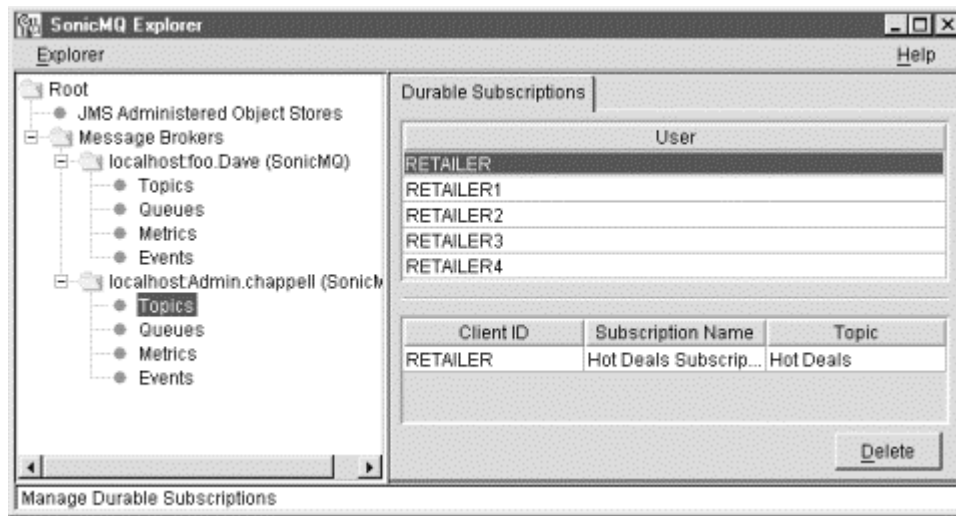 SonicMQ Explorer
Explorer
Help
Root
JMS Administered Object Stores
Message Brokers
localhost:foo.Dave (SonicMQ)
Topics
Queues
Metrics
Events
localhost:Admin.chappell (SonicM
Topics
Queues
Metrics
Events
Durable Subscriptions
User
RETAILER
RETAILER1
RETAILER2
RETAILER3
RETAILER4
Client ID Subscription Name Topic
RETAILER Hot Deals Subscrip... Hot Deals
Delete
Manage Durable Subscriptions